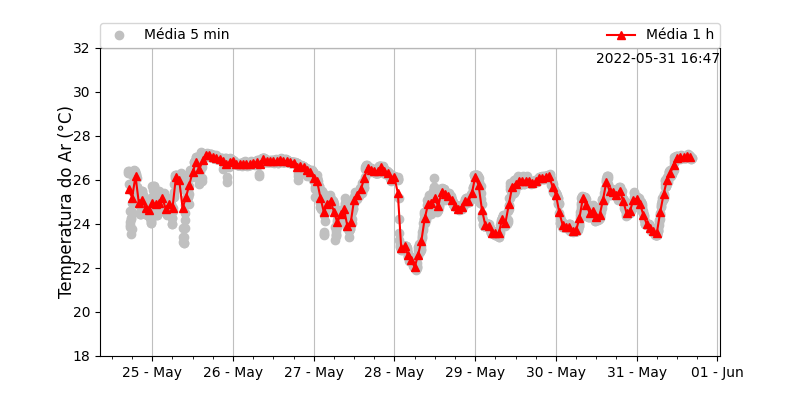 Média 5 min
Média 1 h
2022-05-31 16:47
Temperatura do Ar (°C)
32
30
28
26
24
22
20
18
25 - May
26 - May
27 - May
28 - May
29 - May
30 - May
31 - May
01 - Jun